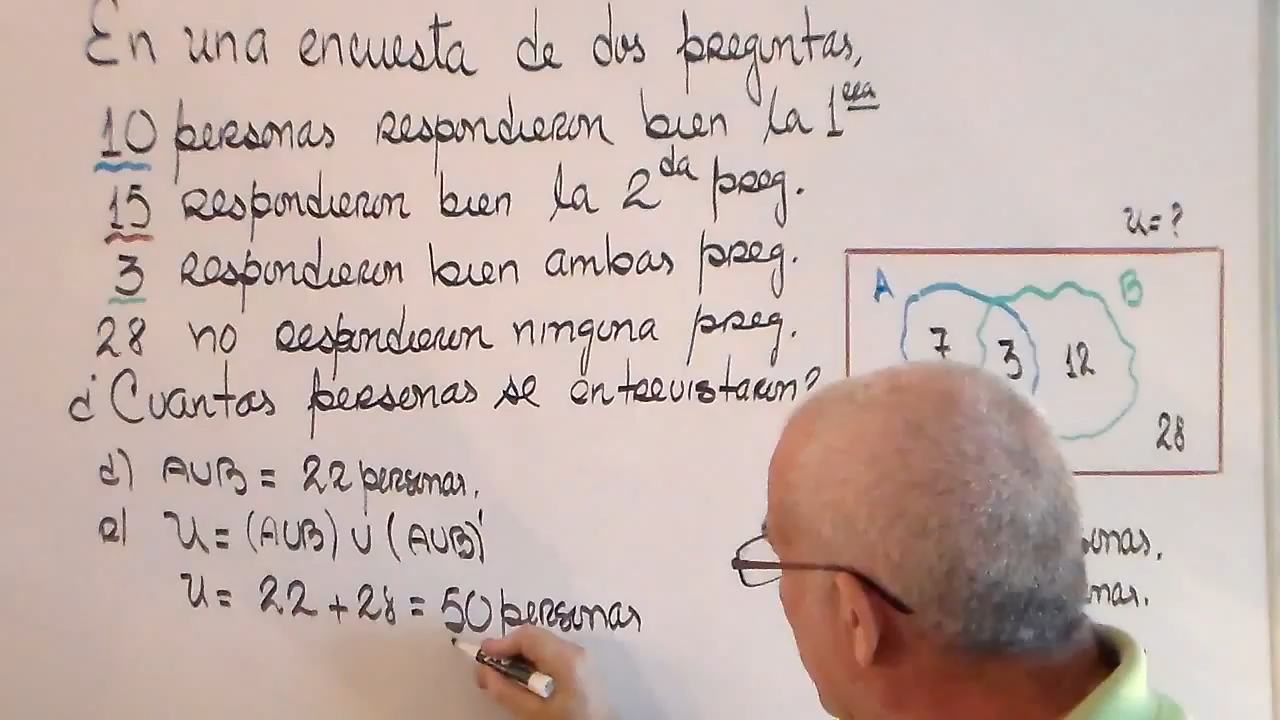 En una encuesta de dos preguntas,
10 personas respondieron bien la 1era
15 respondieron bien la 2da preg.
3 respondieron bien ambas preg.
28 no respondieron ninguna preg.
¿Cuantas personas se entrevistaron?
d) AUB = 22 personas.
e) U = (AUB) U (AUB)'
U = 22 + 28 = 50 personas
U = ?
A B
7 3 12
28
onas,
nas.